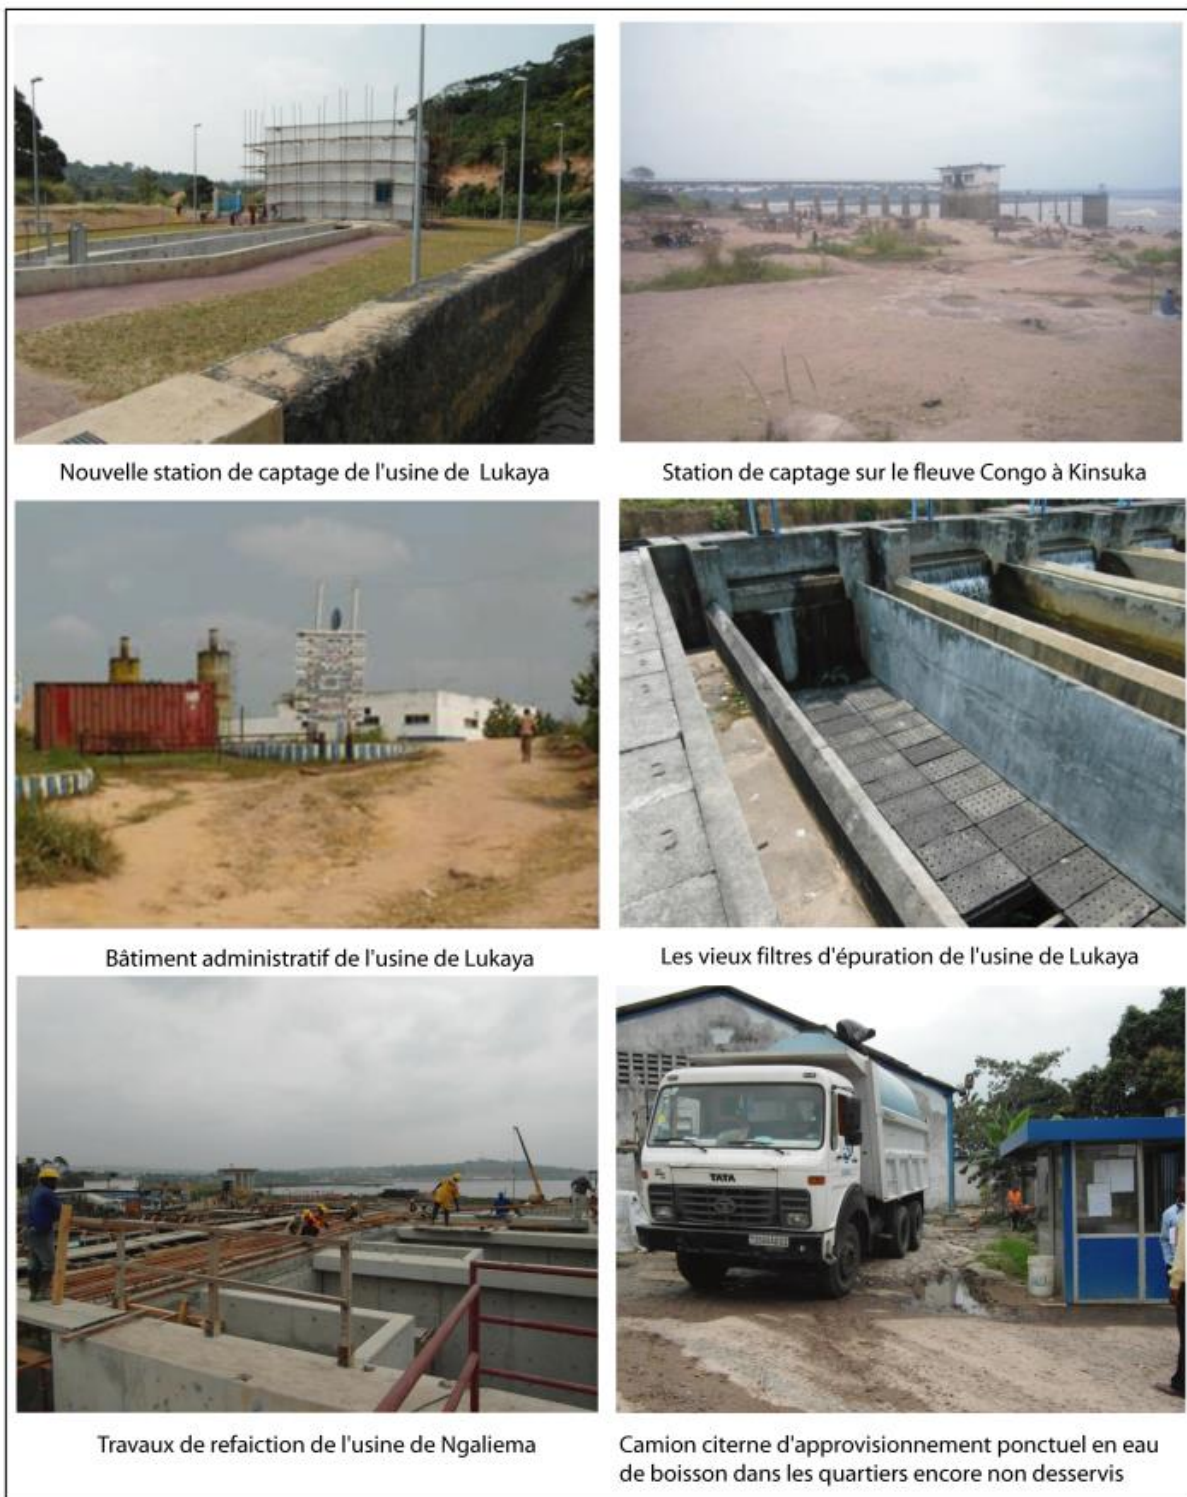 Nouvelle station de captage de l'usine de Lukaya
Station de captage sur le fleuve Congo à Kinsuka
Bâtiment administratif de l'usine de Lukaya
Les vieux filtres d'épuration de l'usine de Lukaya
TATA
Travaux de refaiction de l'usine de Ngaliema
Camion citerne d'approvisionnement ponctuel en eau
de boisson dans les quartiers encore non desservis